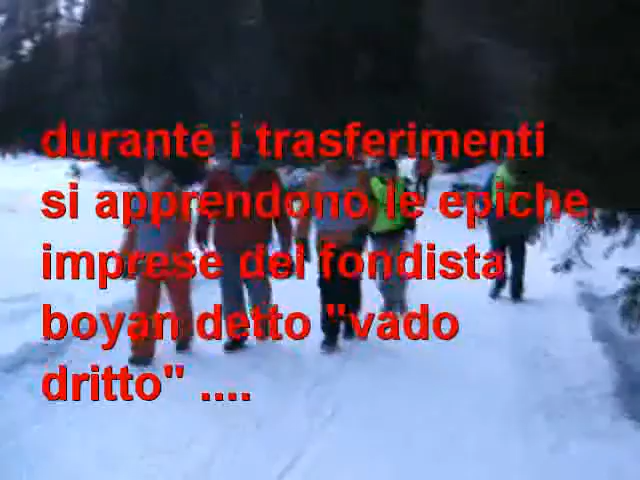 durante i trasferimenti
si apprendono le epiche
imprese del fondista
boyan detto "vado
dritto" ....